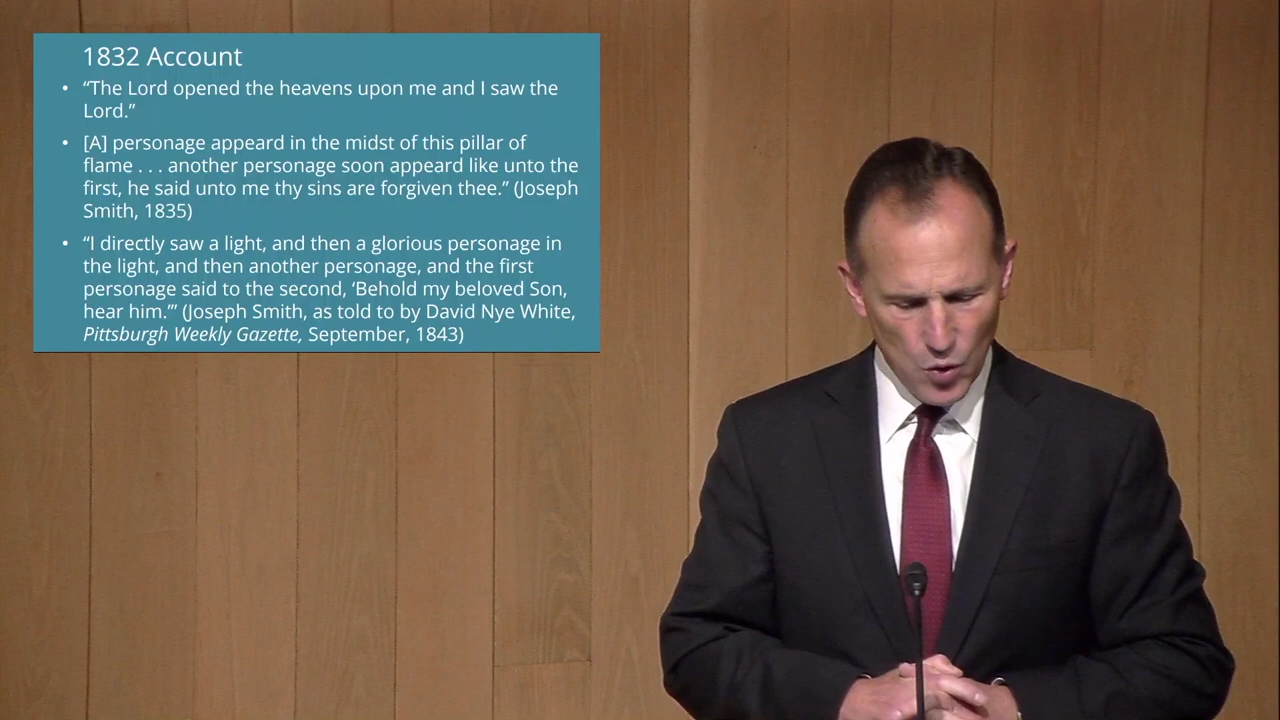 1832 Account
• “The Lord opened the heavens upon me and I saw the
Lord.”
• [A] personage appeard in the midst of this pillar of
flame . . . another personage soon appeard like unto the
first, he said unto me thy sins are forgiven thee.” (Joseph
Smith, 1835)
• “I directly saw a light, and then a glorious personage in
the light, and then another personage, and the first
personage said to the second, ‘Behold my beloved Son,
hear him.’” (Joseph Smith, as told to by David Nye White,
Pittsburgh Weekly Gazette, September, 1843)